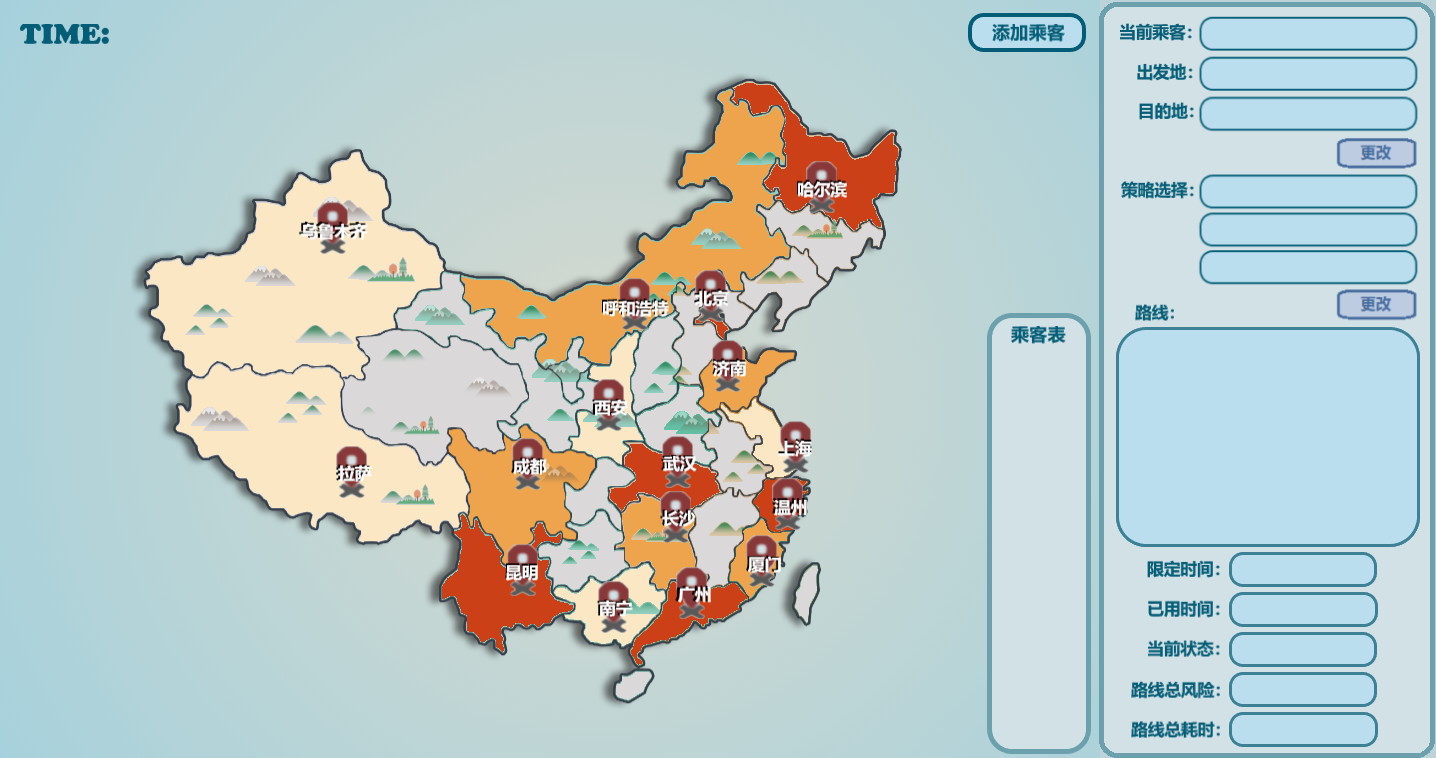 TIME:
添加乘客
哈尔滨
乌鲁木齐
呼和浩特
北京
济南
西安
上海
成都
武汉
拉萨
温州
长沙
厦门
昆明
广州
南宁
乘客表
当前乘客:
出发地:
目的地:
更改
策略选择:
更改
路线:
限定时间:
已用时间:
当前状态:
路线总风险:
路线总耗时: